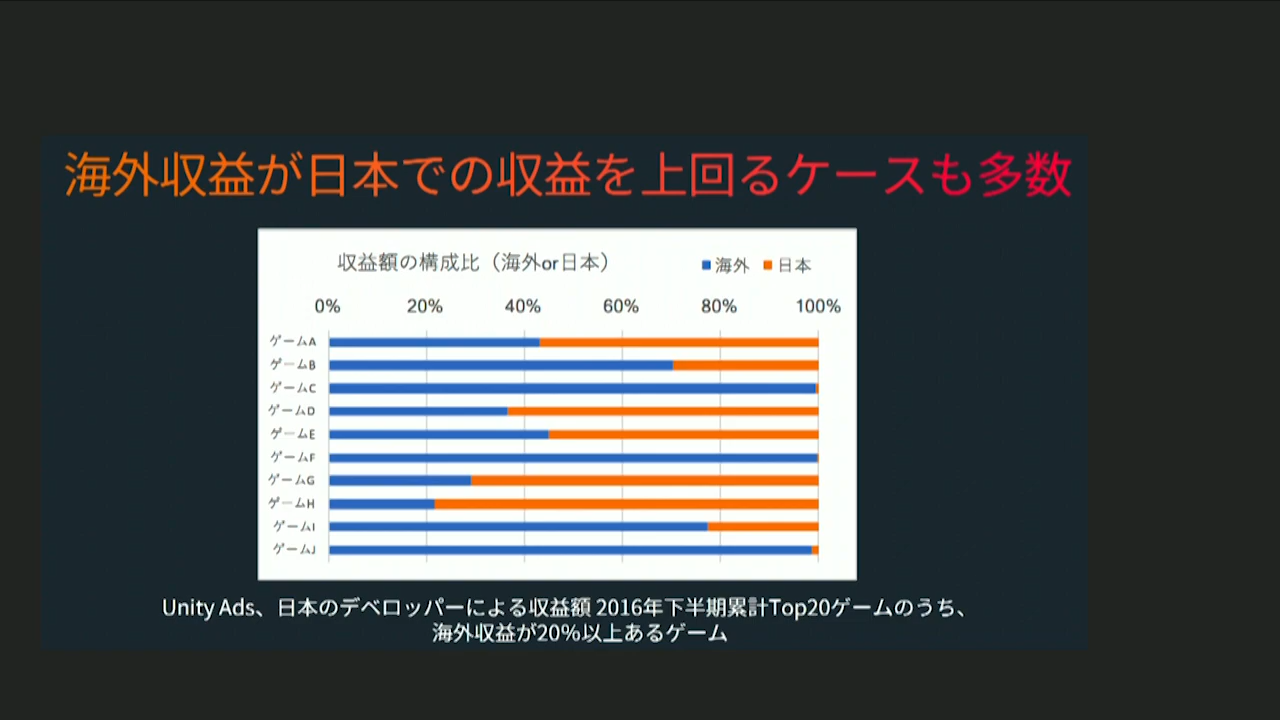 海外収益が日本での収益を上回るケースも多数
収益額の構成比（海外or日本）
海外 日本
0% 20% 40% 60% 80% 100%
ゲームA
ゲームB
ゲームC
ゲームD
ゲームE
ゲームF
ゲームG
ゲームH
ゲームI
ゲームJ
Unity Ads、日本のデベロッパーによる収益額 2016年下半期累計Top20ゲームのうち、
海外収益が20%以上あるゲーム